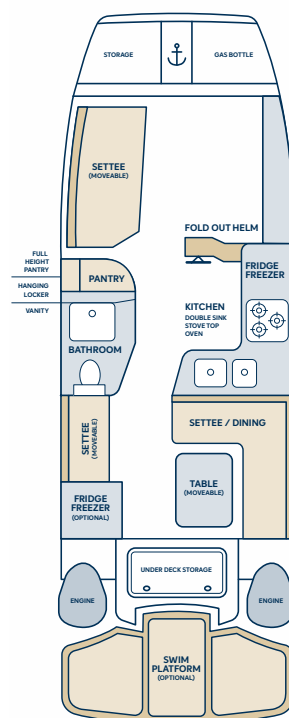 STORAGE
GAS BOTTLE
SETTEE
(MOVEABLE)
FOLD OUT HELM
FULL
HEIGHT
PANTRY
HANGING
LOCKER
VANITY
PANTRY
FRIDGE
FREEZER
KITCHEN
DOUBLE SINK
STOVE TOP
OVEN
BATHROOM
SETTEE
(MOVEABLE)
SETTEE / DINING
TABLE
(MOVEABLE)
FRIDGE
FREEZER
(OPTIONAL)
UNDER DECK STORAGE
ENGINE
ENGINE
SWIM
PLATFORM
(OPTIONAL)